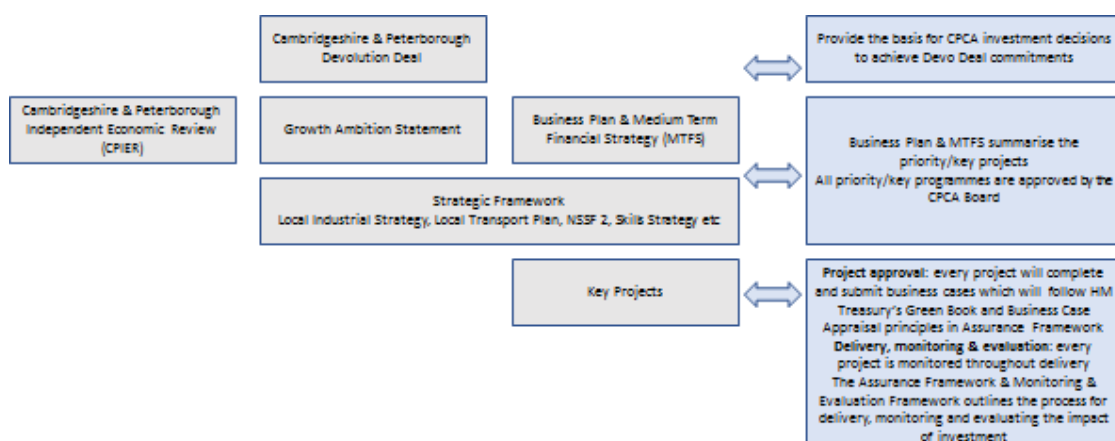 Cambridgeshire & Peterborough
Devolution Deal
Provide the basis for CPCA investment decisions
to achieve Devo Deal commitments
Cambridgeshire & Peterborough
Independent Economic Review
(CPIER)
Growth Ambition Statement
Business Plan & Medium Term
Financial Strategy (MTFS)
Business Plan & MTFS summarise the
priority/key projects
All priority/key programmes are approved by the
CPCA Board
Strategic Framework
Local Industrial Strategy, Local Transport Plan, NSSF 2, Skills Strategy etc
Key Projects
Project approval: every project will complete
and submit business cases which will follow HM
Treasury's Green Book and Business Case
Appraisal principles in Assurance Framework
Delivery, monitoring & evaluation: every
project is monitored throughout delivery
The Assurance Framework & Monitoring &
Evaluation Framework outlines the process for
delivery, monitoring and evaluating the impact
of investment